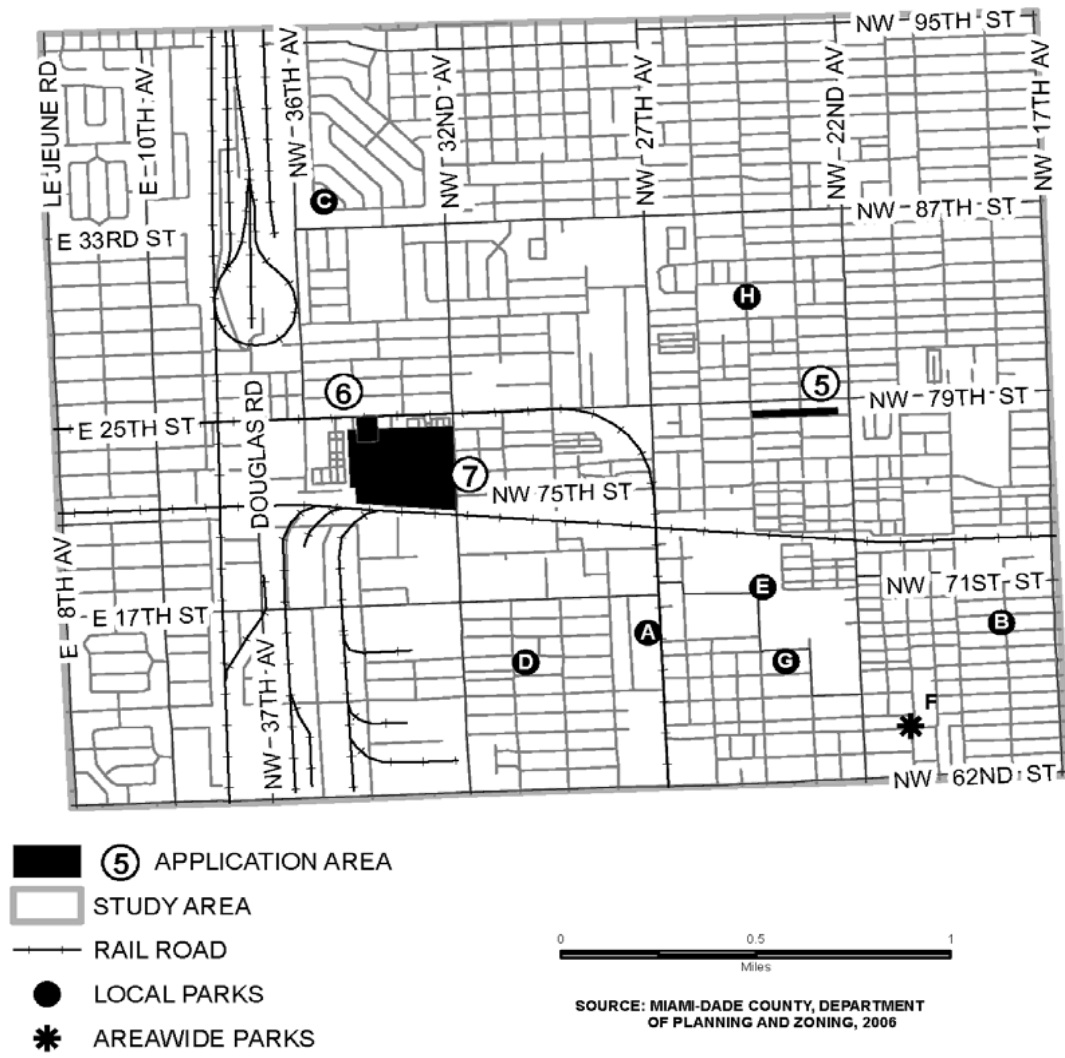 NW 95TH ST
LE JEUNE RD
E 10TH AV
NW 36TH AV
32ND AV
NW
27TH AV
NW
22ND AV
NW
NW 17TH AV
C
NW 87TH ST
E 33RD ST
H
6
5
NW 79TH ST
E 25TH ST
DOUGLAS RD
7
NW 75TH ST
E 8TH AV
E
NW 71ST ST
E 17TH ST
B
A
NW 37TH AV
D
G
F
NW 62ND ST
5 APPLICATION AREA
STUDY AREA
RAIL ROAD
LOCAL PARKS
AREAWIDE PARKS
0 0.5 1
Miles
SOURCE: MIAMI-DADE COUNTY, DEPARTMENT
OF PLANNING AND ZONING, 2006